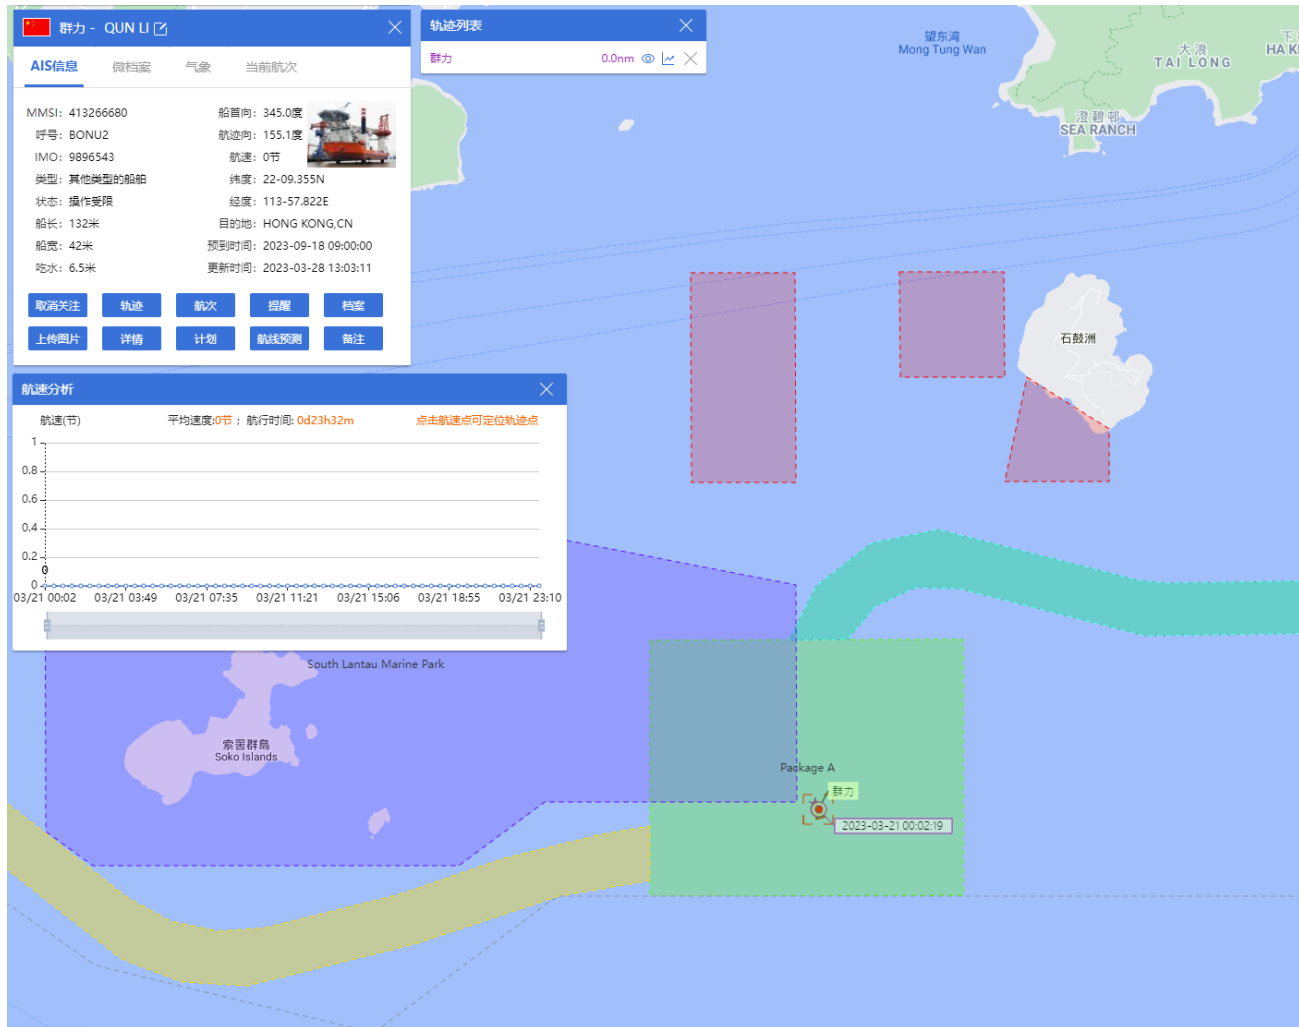 群力 - QUN LI
AIS信息 微档案 气象 当前航次
MMSI: 413266680 船首向: 345.0度
呼号: BONU2 航迹向: 155.1度
IMO: 9896543 航速: 0节
类型: 其他类型的船舶 纬度: 22-09.355N
状态: 操作受限 经度: 113-57.822E
船长: 132米 目的地: HONG KONG,CN
船宽: 42米 预到时间: 2023-09-18 09:00:00
吃水: 6.5米 更新时间: 2023-03-28 13:03:11
取消关注 轨迹 航次 提醒 档案
上传图片 详情 计划 航线预测 备注
轨迹列表
群力 0.0nm
望东湾
Mong Tung Wan
大浪
TAI LONG
HA K
澄碧邨
SEA RANCH
石鼓洲
航速分析
航速(节) 平均速度:0节; 航行时间: 0d23h32m 点击航速点可定位轨迹点
1
0.8
0.6
0.4
0.2
0
0
03/21 00:02 03/21 03:49 03/21 07:35 03/21 11:21 03/21 15:06 03/21 18:55 03/21 23:10
South Lantau Marine Park
索罟群島
Soko Islands
Package A
群力
2023-03-21 00:02:19